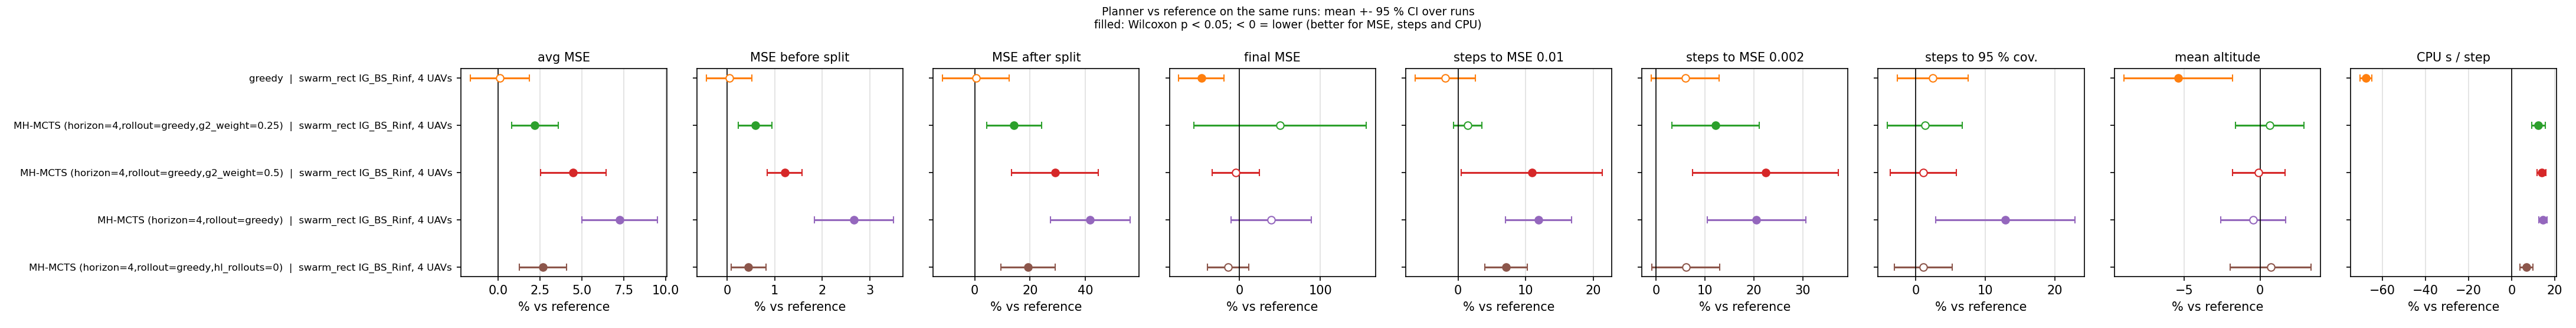 Planner vs reference on the same runs: mean +- 95 % CI over runs
filled: Wilcoxon p < 0.05; < 0 = lower (better for MSE, steps and CPU)
avg MSE
MSE before split
MSE after split
final MSE
steps to MSE 0.01
steps to MSE 0.002
steps to 95 % cov.
mean altitude
CPU s / step
greedy | swarm_rect IG_BS_Rinf, 4 UAVs
MH-MCTS (horizon=4,rollout=greedy,g2_weight=0.25) | swarm_rect IG_BS_Rinf, 4 UAVs
MH-MCTS (horizon=4,rollout=greedy,g2_weight=0.5) | swarm_rect IG_BS_Rinf, 4 UAVs
MH-MCTS (horizon=4,rollout=greedy) | swarm_rect IG_BS_Rinf, 4 UAVs
MH-MCTS (horizon=4,rollout=greedy,hl_rollouts=0) | swarm_rect IG_BS_Rinf, 4 UAVs
0.0 2.5 5.0 7.5 10.0
0 1 2 3
0 20 40
0 100
0 10 20
0 10 20 30
0 10 20
−5 0
−60 −40 −20 0 20
% vs reference
% vs reference
% vs reference
% vs reference
% vs reference
% vs reference
% vs reference
% vs reference
% vs reference